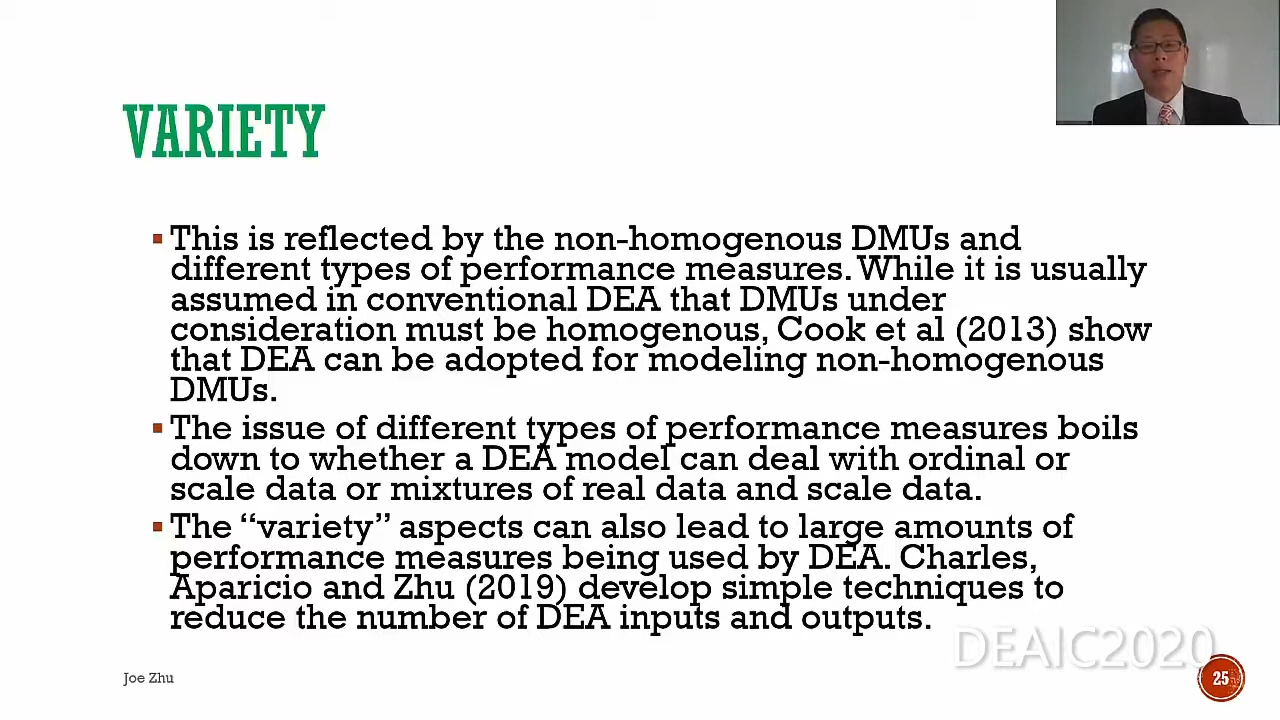 VARIETY
▪ This is reflected by the non-homogenous DMUs and
different types of performance measures. While it is usually
assumed in conventional DEA that DMUs under
consideration must be homogenous, Cook et al (2013) show
that DEA can be adopted for modeling non-homogenous
DMUs.
▪ The issue of different types of performance measures boils
down to whether a DEA model can deal with ordinal or
scale data or mixtures of real data and scale data.
▪ The “variety” aspects can also lead to large amounts of
performance measures being used by DEA. Charles,
Aparicio and Zhu (2019) develop simple techniques to
reduce the number of DEA inputs and outputs.
DEAIC2020
Joe Zhu
25